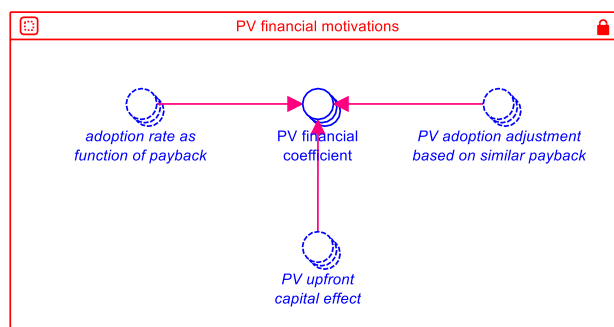 PV financial motivations
adoption rate as
function of payback
PV financial
coefficient
PV adoption adjustment
based on similar payback
PV upfront
capital effect